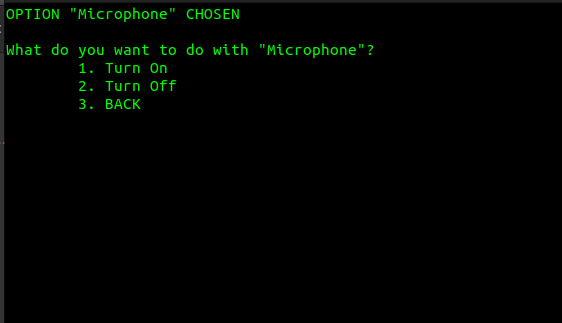 OPTION "Microphone" CHOSEN
What do you want to do with "Microphone"?
1. Turn On
2. Turn Off
3. BACK